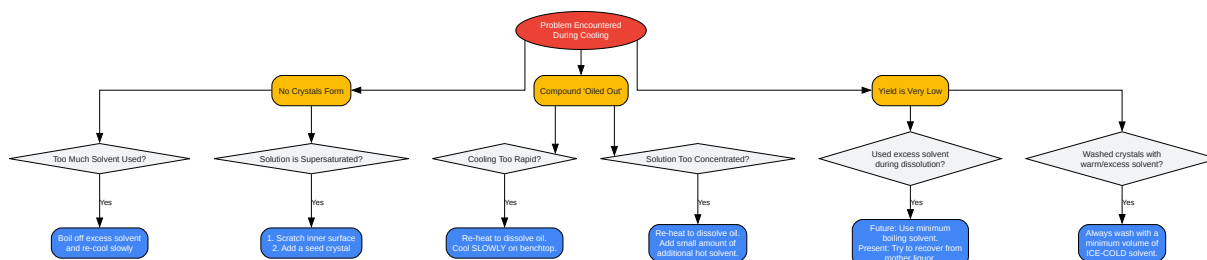 Problem Encountered
During Cooling
No Crystals Form
Compound 'Oiled Out'
Yield is Very Low
Too Much Solvent Used?
Solution is Supersaturated?
Cooling Too Rapid?
Solution Too Concentrated?
Used excess solvent
during dissolution?
Washed crystals with
warm/excess solvent?
Yes
Yes
Yes
Yes
Yes
Yes
Boil off excess solvent
and re-cool slowly
1. Scratch inner surface
2. Add a seed crystal
Re-heat to dissolve oil.
Cool SLOWLY on benchtop.
Re-heat to dissolve oil.
Add small amount of
additional hot solvent.
Future: Use minimum
boiling solvent.
Present: Try to recover from
mother liquor
Always wash with a
minimum volume of
ICE-COLD solvent.